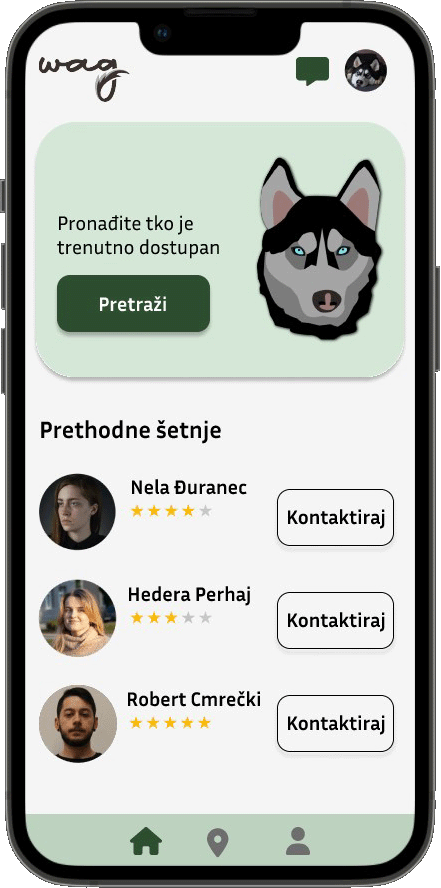 wag
Pronađite tko je
trenutno dostupan
Pretraži
Prethodne šetnje
Nela Đuranec
Kontaktiraj
Hedera Perhaj
Kontaktiraj
Robert Cmrečki
Kontaktiraj